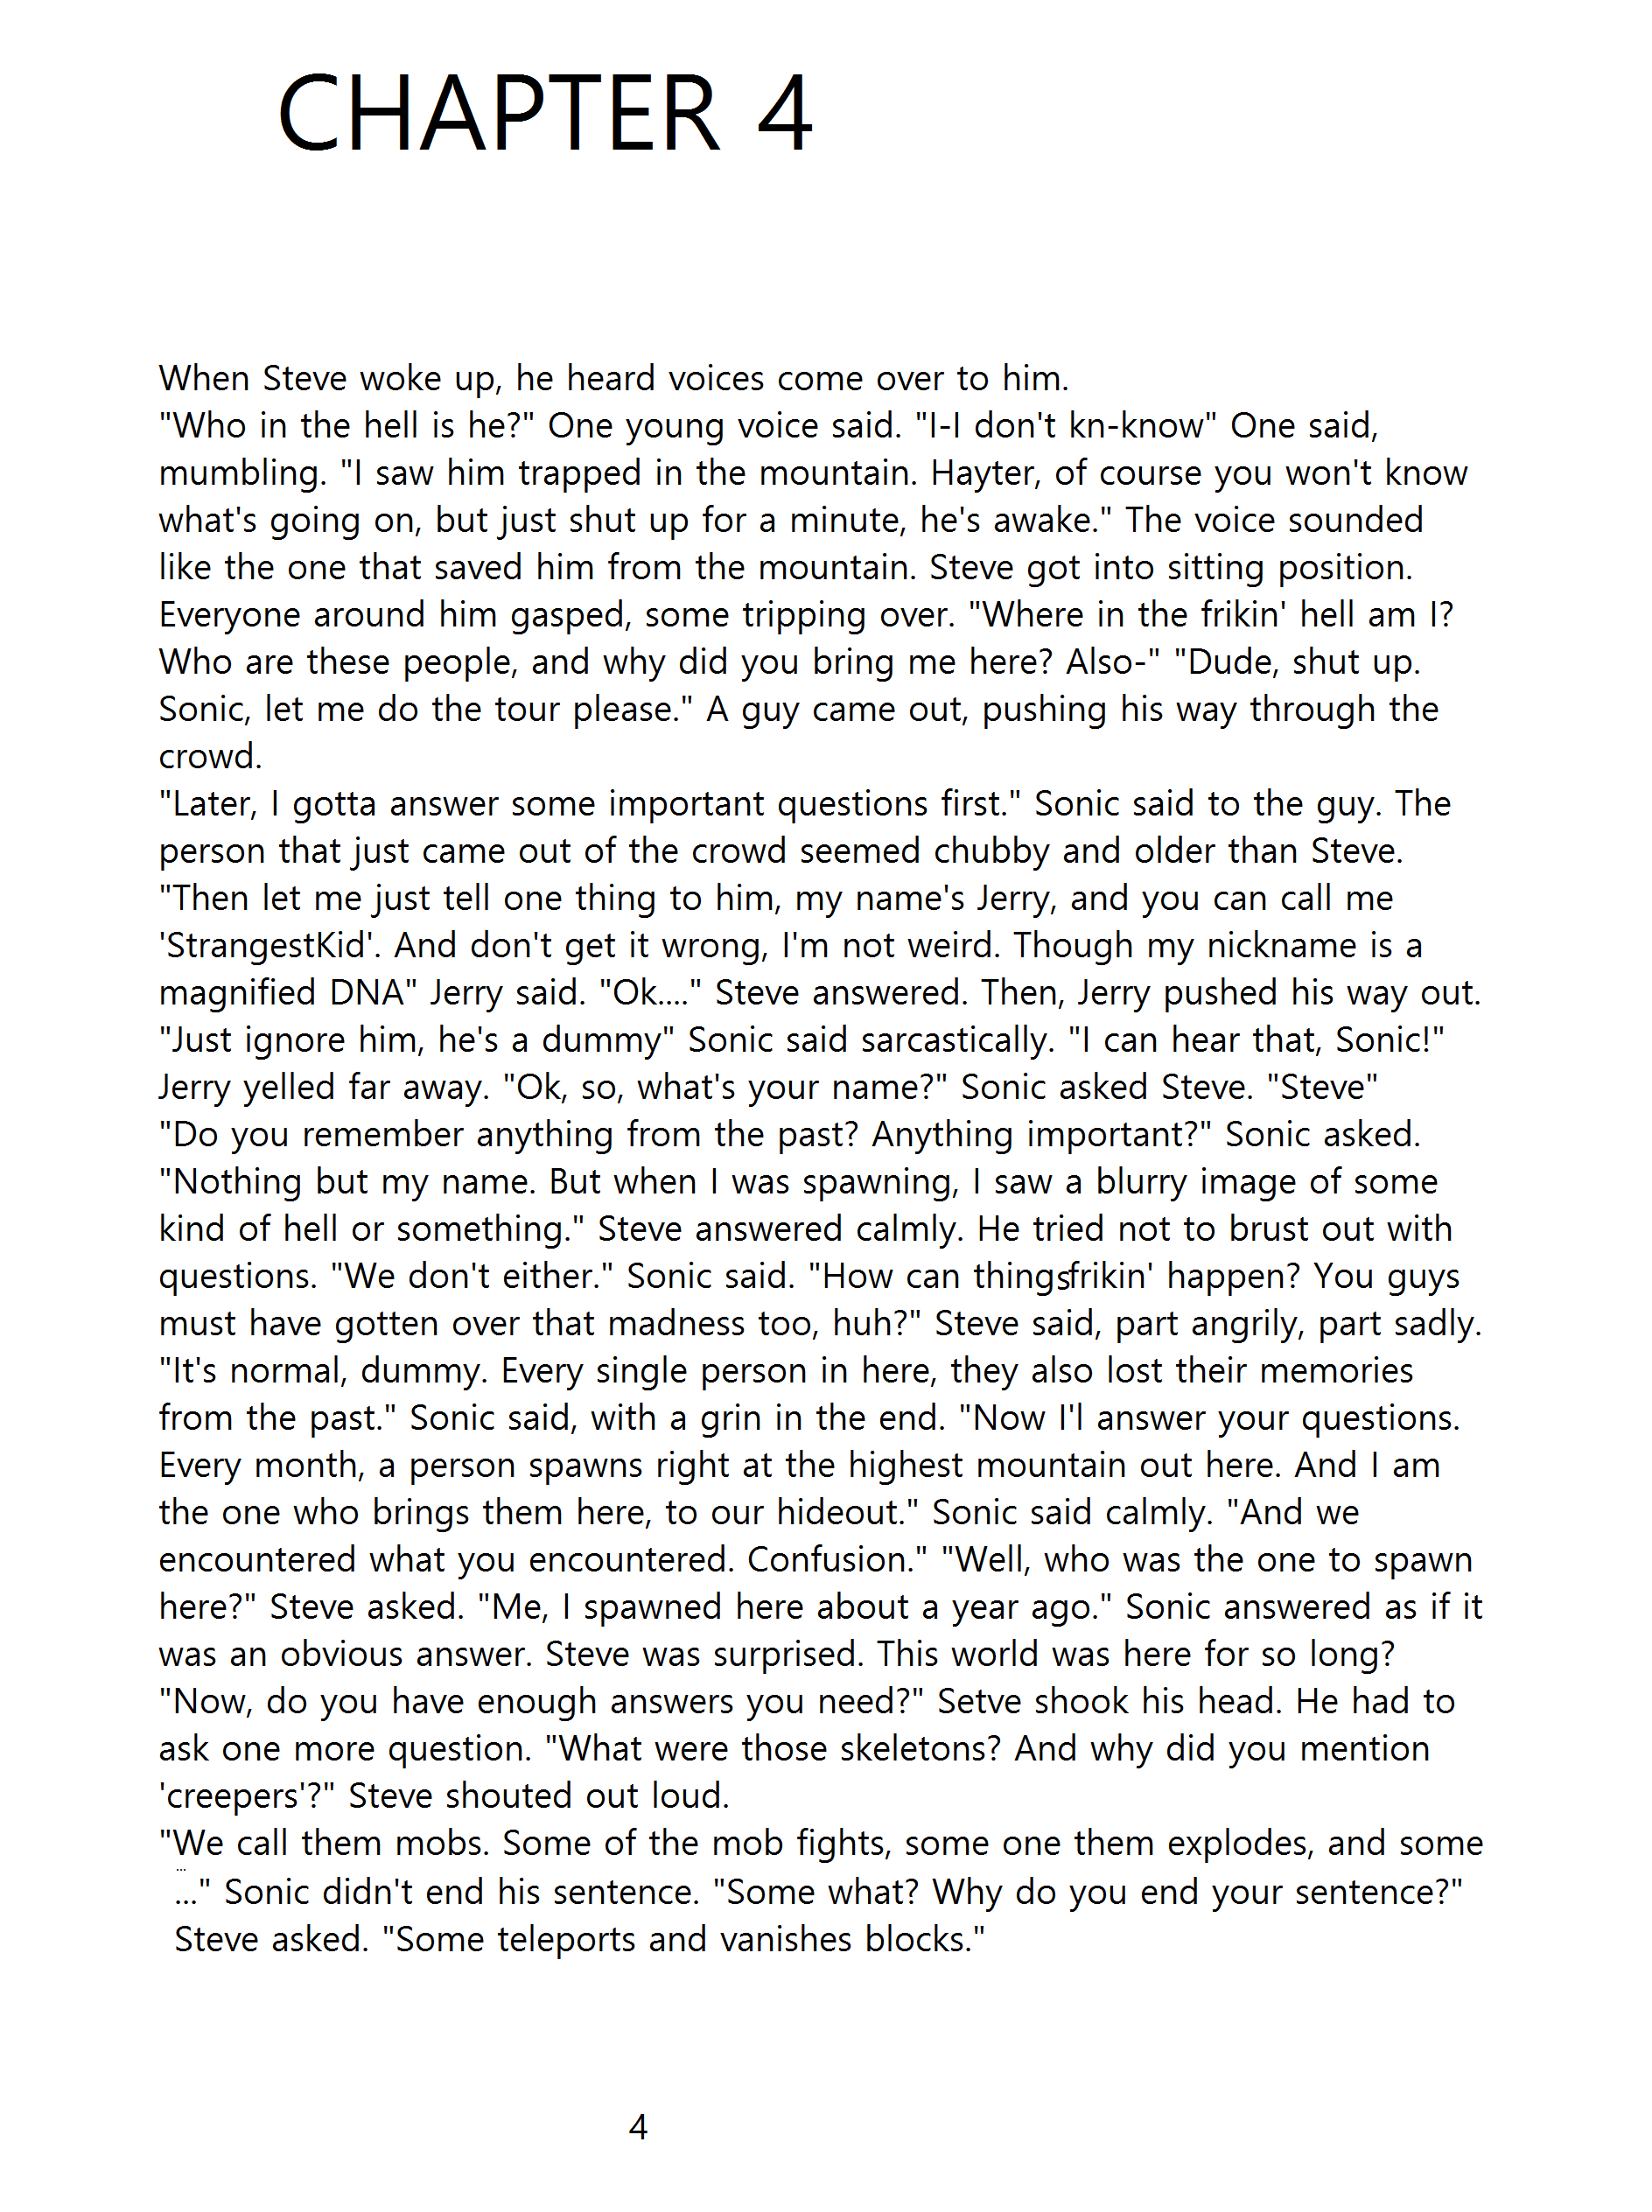 CHAPTER 4
When Steve woke up, he heard voices come over to him.
"Who in the hell is he?" One young voice said. "I-I don't kn-know" One said,
mumbling. "I saw him trapped in the mountain. Hayter, of course you won't know
what's going on, but just shut up for a minute, he's awake." The voice sounded
like the one that saved him from the mountain. Steve got into sitting position.
Everyone around him gasped, some tripping over. "Where in the frikin' hell am I?
Who are these people, and why did you bring me here? Also-" "Dude, shut up.
Sonic, let me do the tour please." A guy came out, pushing his way through the
crowd.
"Later, I gotta answer some important questions first." Sonic said to the guy. The
person that just came out of the crowd seemed chubby and older than Steve.
"Then let me just tell one thing to him, my name's Jerry, and you can call me
'StrangestKid'. And don't get it wrong, I'm not weird. Though my nickname is a
magnified DNA" Jerry said. "Ok...." Steve answered. Then, Jerry pushed his way out.
"Just ignore him, he's a dummy" Sonic said sarcastically. "I can hear that, Sonic!"
Jerry yelled far away. "Ok, so, what's your name?" Sonic asked Steve. "Steve"
"Do you remember anything from the past? Anything important?" Sonic asked.
"Nothing but my name. But when I was spawning, I saw a blurry image of some
kind of hell or something." Steve answered calmly. He tried not to brust out with
questions. "We don't either." Sonic said. "How can thingsfrikin' happen? You guys
must have gotten over that madness too, huh?" Steve said, part angrily, part sadly.
"It's normal, dummy. Every single person in here, they also lost their memories
from the past." Sonic said, with a grin in the end. "Now I'l answer your questions.
Every month, a person spawns right at the highest mountain out here. And I am
the one who brings them here, to our hideout." Sonic said calmly. "And we
encountered what you encountered. Confusion." "Well, who was the one to spawn
here?" Steve asked. "Me, I spawned here about a year ago." Sonic answered as if it
was an obvious answer. Steve was surprised. This world was here for so long?
"Now, do you have enough answers you need?" Setve shook his head. He had to
ask one more question. "What were those skeletons? And why did you mention
'creepers'?" Steve shouted out loud.
"We call them mobs. Some of the mob fights, some one them explodes, and some
...
..." Sonic didn't end his sentence. "Some what? Why do you end your sentence?"
Steve asked. "Some teleports and vanishes blocks."
4